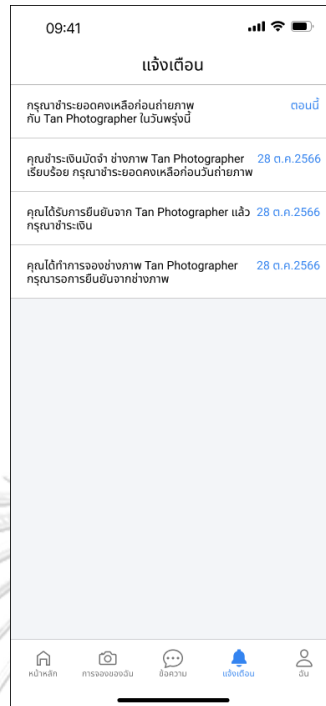 09:41
แจ้งเตือน
กรุณาชำระยอดคงเหลือก่อนถ่ายภาพ ตอนนี้
กับ Tan Photographer ในวันพรุ่งนี้
คุณชำระเงินมัดจำ ช่างภาพ Tan Photographer 28 ต.ค.2566
เรียบร้อย กรุณาชำระยอดคงเหลือก่อนวันถ่ายภาพ
คุณได้รับการยืนยันจาก Tan Photographer แล้ว 28 ต.ค.2566
กรุณาชำระเงิน
คุณได้ทำการจองช่างภาพ Tan Photographer 28 ต.ค.2566
กรุณารอการยืนยันจากช่างภาพ
หน้าหลัก การจองของฉัน ข้อความ แจ้งเตือน ฉัน